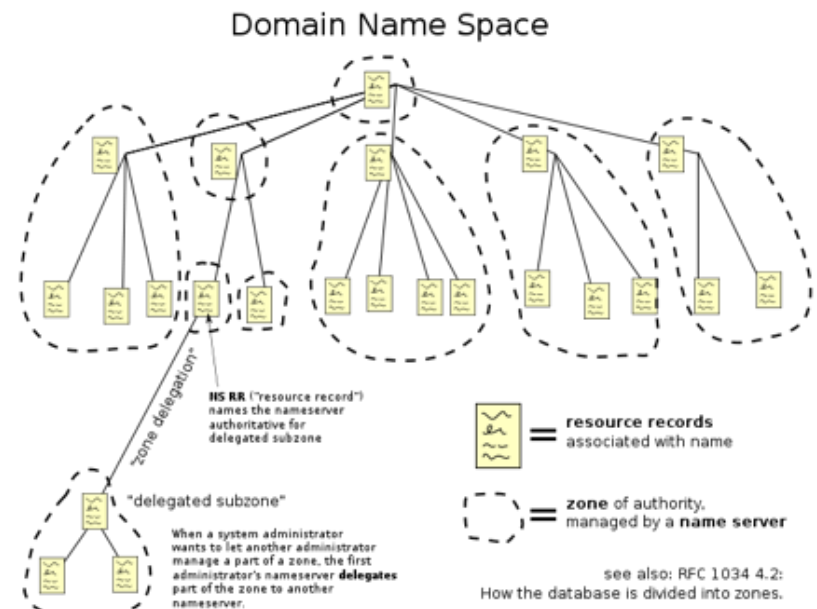 Domain Name Space
NS RR ("resource record")
names the nameserver
authoritative for
delegated subzone
"zone delegation"
resource records
associated with name
"delegated subzone"
zone of authority,
managed by a name server
When a system administrator
wants to let another administrator
manage a part of a zone, the first
administrator's nameserver delegates
part of the zone to another
nameserver.
see also: RFC 1034 4.2:
How the database is divided into zones.